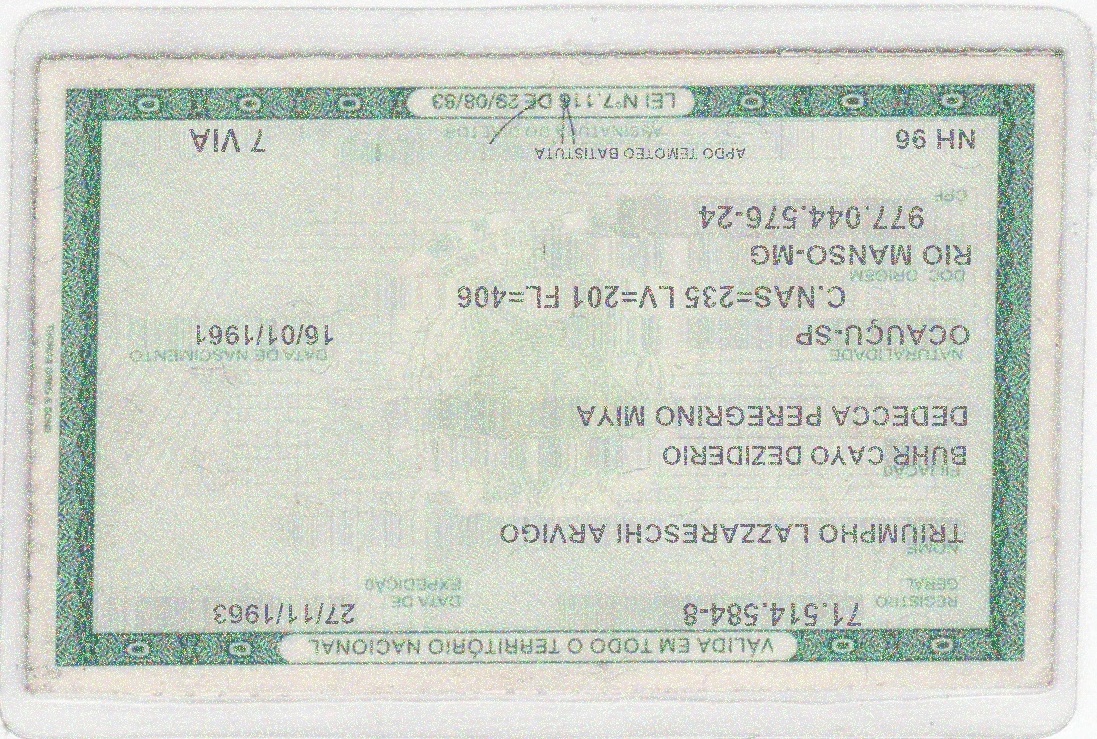 VÁLIDA EM TODO O TERRITÓRIO NACIONAL
REGISTRO GERAL 71.514.584-8 DATA DE EXPEDIÇÃO 27/11/1963
NOME
TRIUMPHO LAZZARESCHI ARVIGO
FILIAÇÃO
BUHR CAYO DEZIDERIO
DEDECCA PEREGRINO MIYA
NATURALIDADE DATA DE NASCIMENTO
OCAUÇU-SP 16/01/1961
C.NAS=235 LV=201 FL=406
DOC. ORIGEM
RIO MANSO-MG
977.044.576-24
CPF
NH 96 APDO TEMOTEO BATISTUTA 7 VIA
ASSINATURA DO DIRETOR
LEI Nº7.116 DE 29/08/83